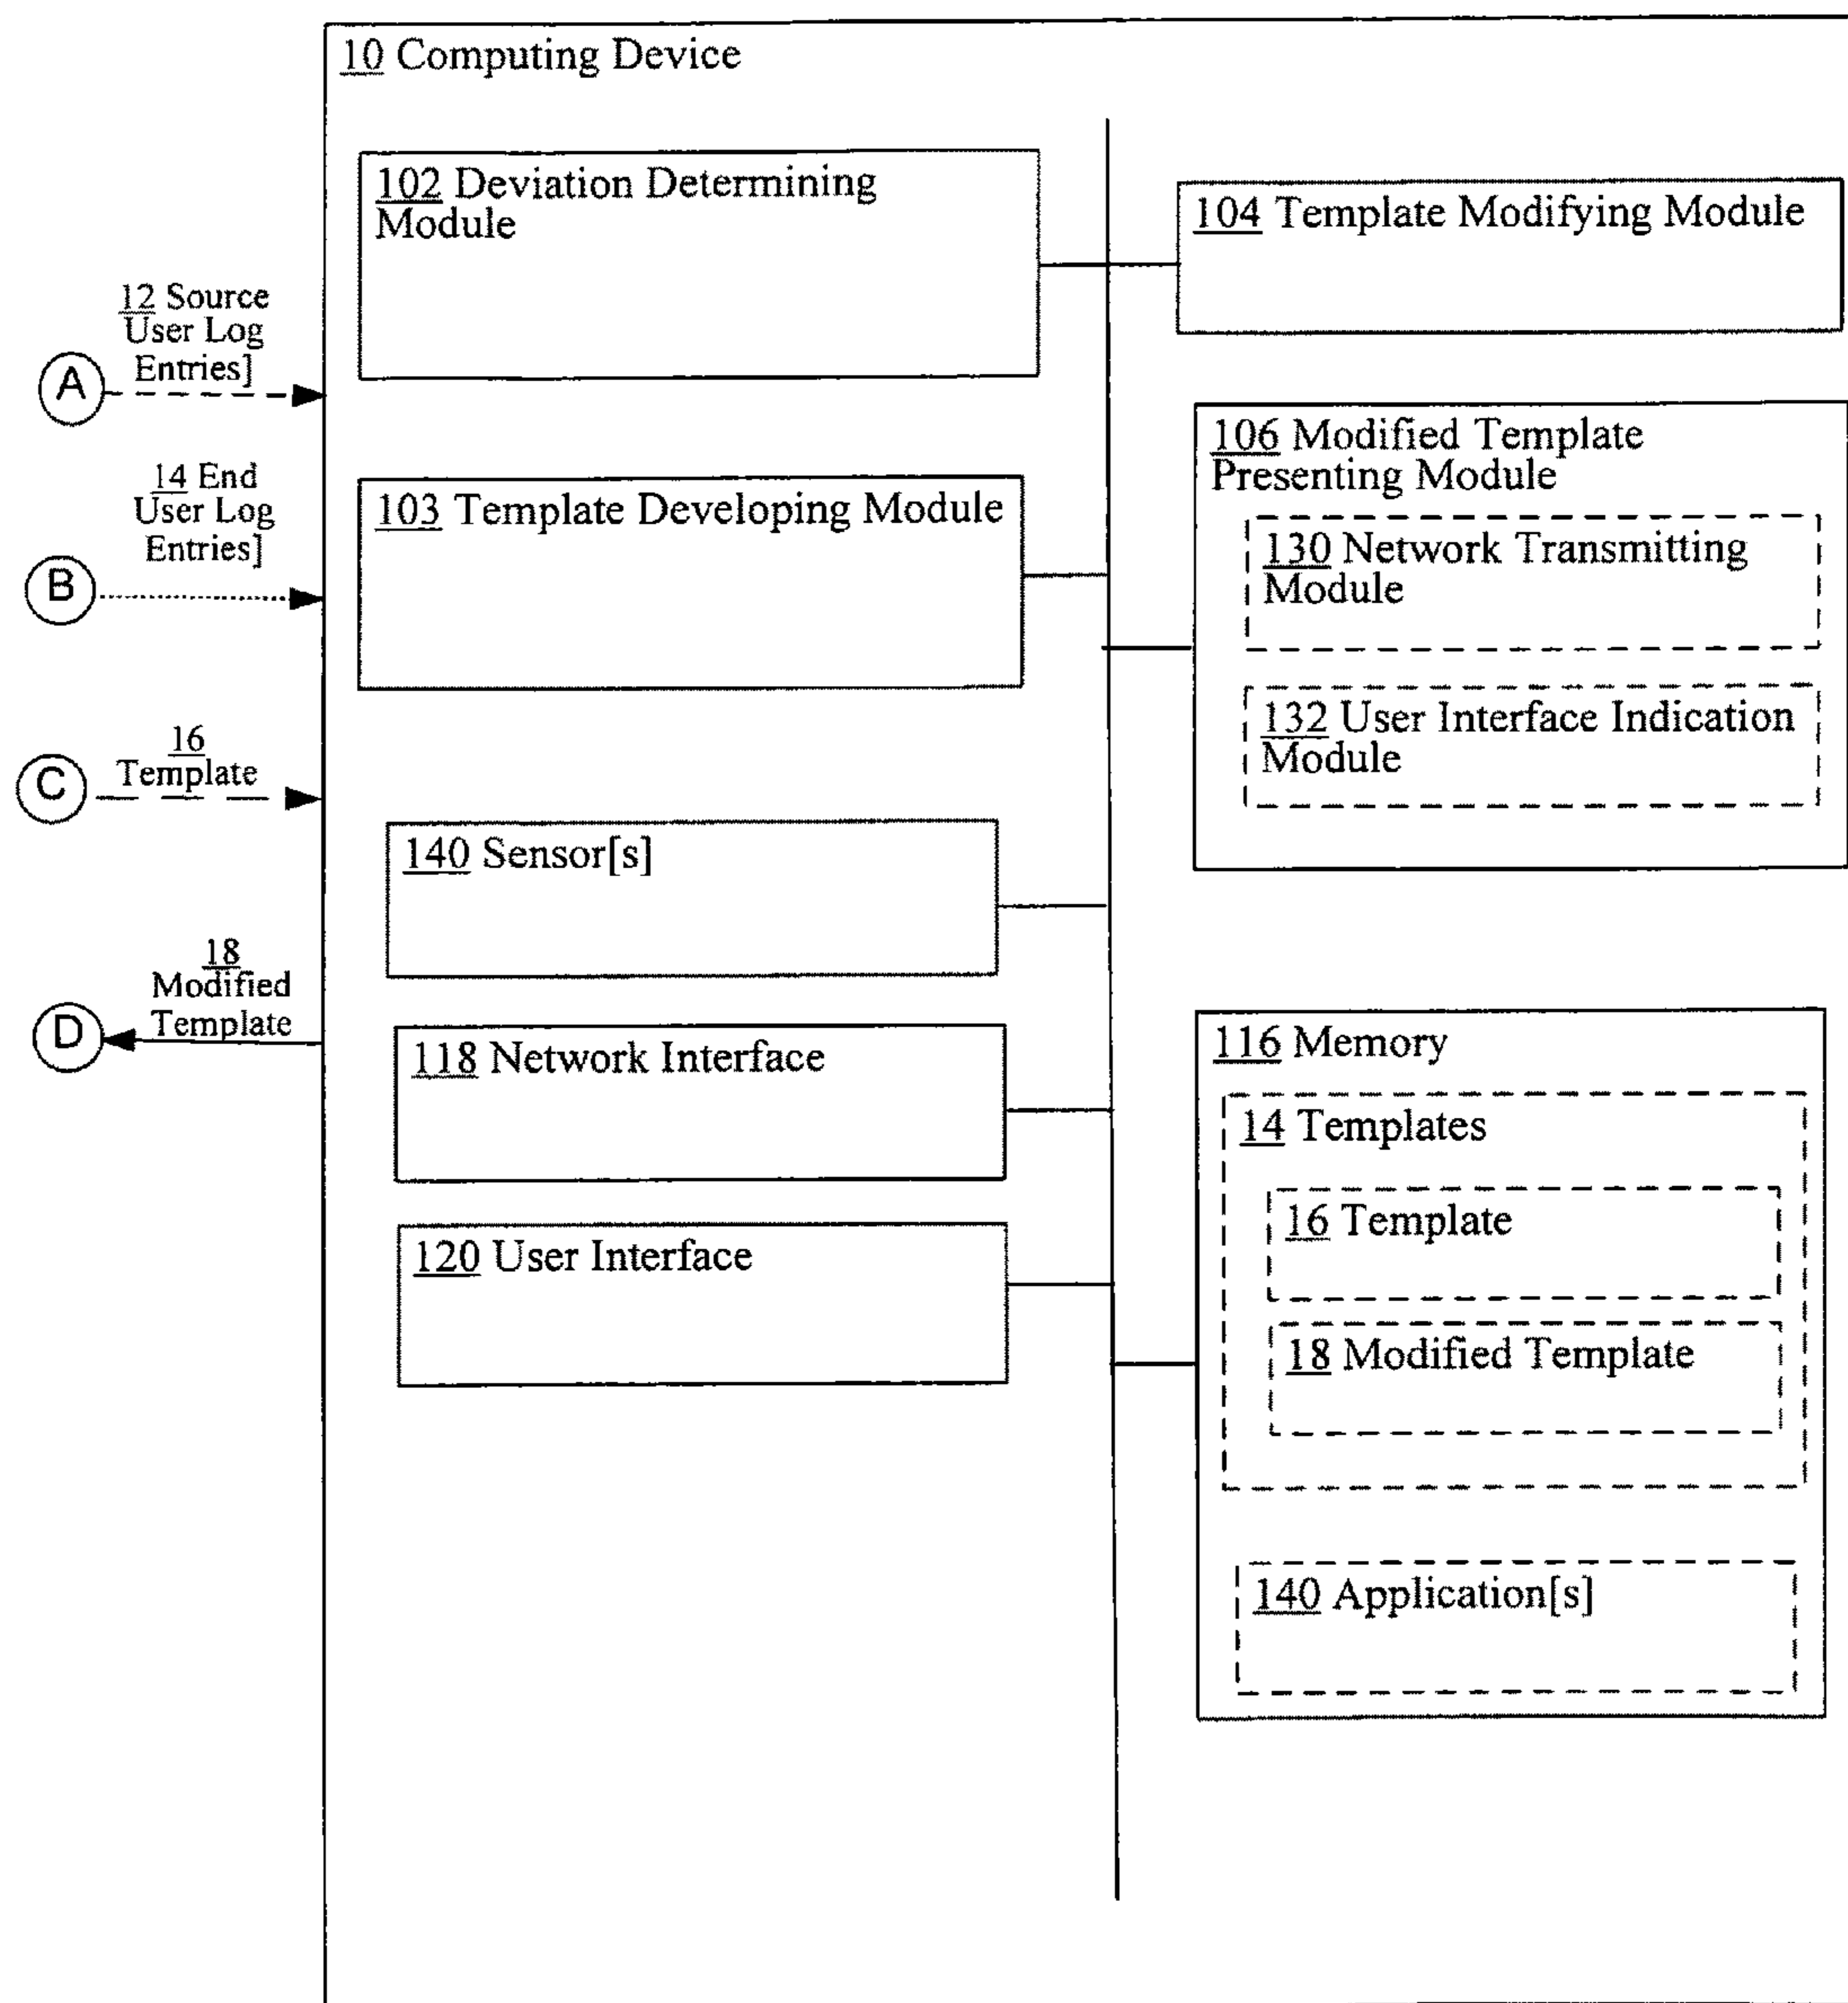 10 Computing Device
102 Deviation Determining
Module
104 Template Modifying Module
12 Source
User Log
Entries]
A
106 Modified Template
Presenting Module
130 Network Transmitting
Module
132 User Interface Indication
Module
14 End
User Log
Entries]
B
103 Template Developing Module
16
Template
C
140 Sensor[s]
18
Modified
Template
D
118 Network Interface
120 User Interface
116 Memory
14 Templates
16 Template
18 Modified Template
140 Application[s]